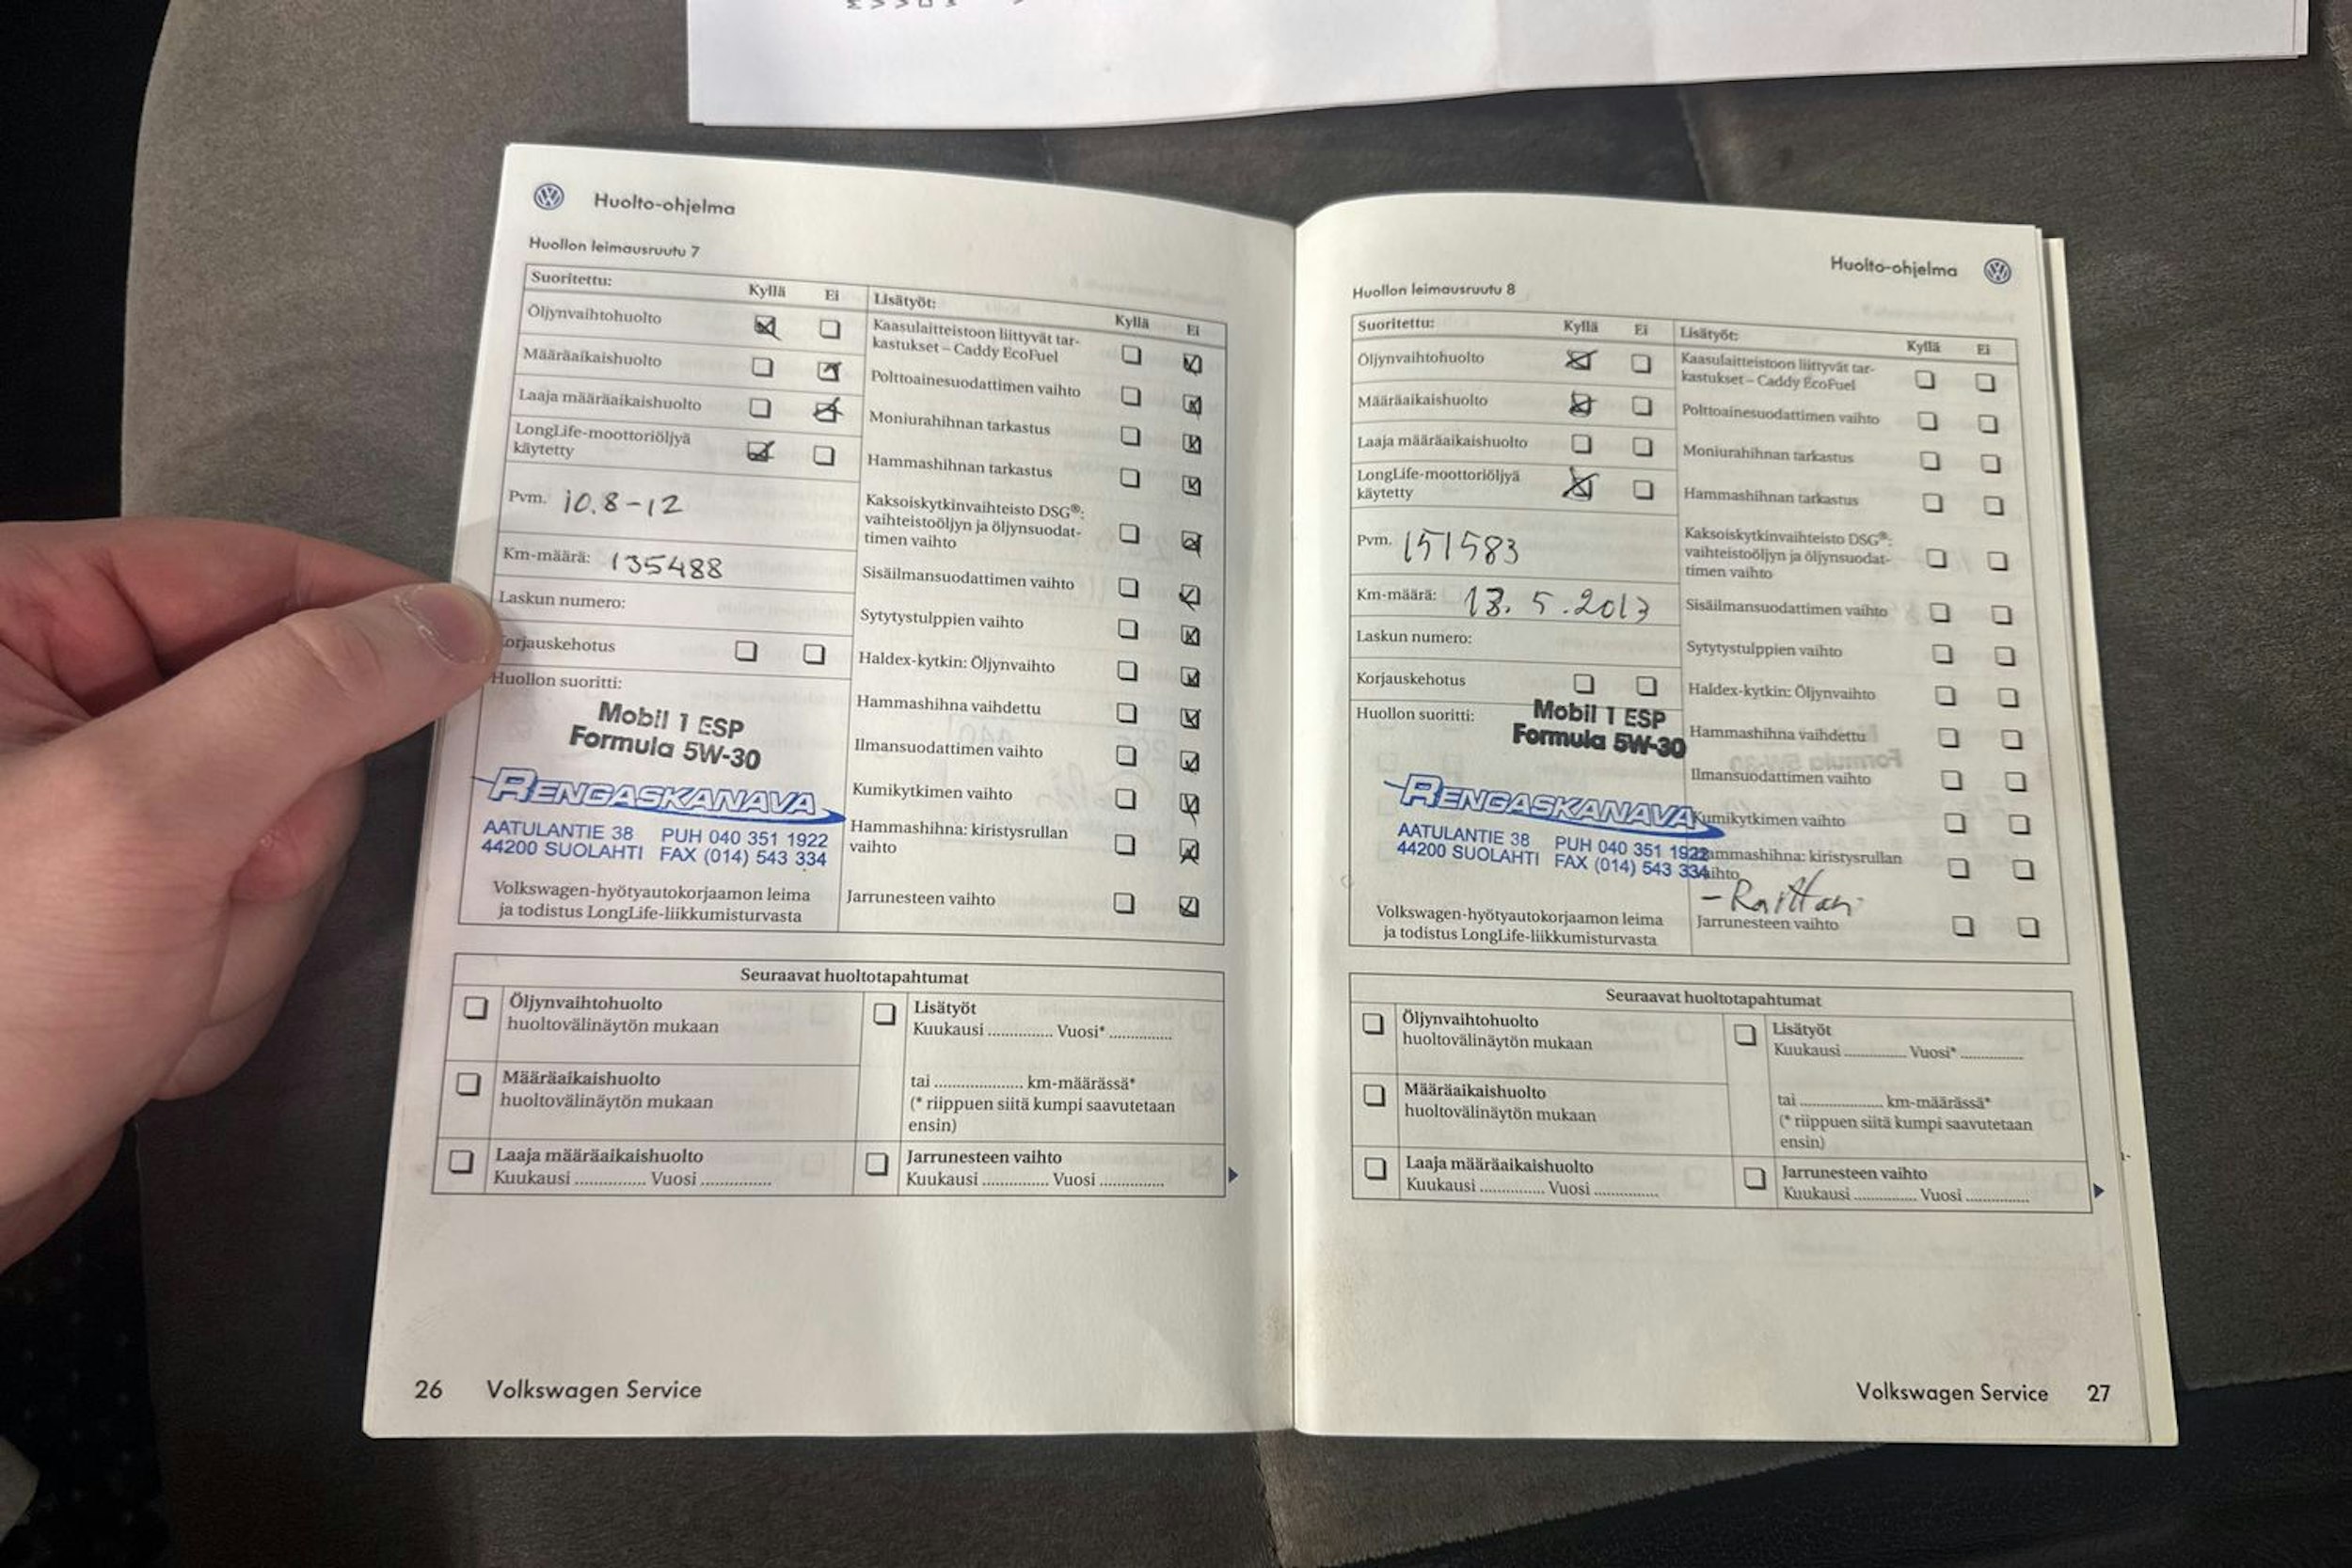 Huolto-ohjelma
Huollon leimausruutu 7
Suoritettu: Kyllä Ei
Öljynvaihtohuolto
Määräaikaishuolto
Laaja määräaikaishuolto
LongLife-moottoriöljyä
käytetty
Pvm. 10.8-12
Km-määrä: 135488
Laskun numero:
orjauskehotus
Huollon suoritti:
Mobil 1 ESP
Formula 5W-30
RENGASKANAVA
AATULANTIE 38 PUH 040 351 1922
44200 SUOLAHTI FAX (014) 543 334
Volkswagen-hyötyautokorjaamon leima
ja todistus LongLife-liikkumisturvasta
Lisätyöt: Kyllä Ei
Kaasulaitteistoon liittyvät tar-
kastukset – Caddy EcoFuel
Polttoainesuodattimen vaihto
Moniurahihnan tarkastus
Hammashihnan tarkastus
Kaksoiskytkinvaihteisto DSG®:
vaihteistoöljyn ja öljynsuodat-
timen vaihto
Sisäilmansuodattimen vaihto
Sytytystulppien vaihto
Haldex-kytkin: Öljynvaihto
Hammashihna vaihdettu
Ilmansuodattimen vaihto
Kumikytkimen vaihto
Hammashihna: kiristysrullan
vaihto
Jarrunesteen vaihto
Seuraavat huoltotapahtumat
Öljynvaihtohuolto
huoltovälinäytön mukaan
Määräaikaishuolto
huoltovälinäytön mukaan
Laaja määräaikaishuolto
Kuukausi ............... Vuosi ...............
Lisätyöt
Kuukausi .............. Vuosi* ..............
tai .................... km-määrässä*
(* riippuen siitä kumpi saavutetaan
ensin)
Jarrunesteen vaihto
Kuukausi .............. Vuosi ..............
26 Volkswagen Service
Huolto-ohjelma
Huollon leimausruutu 8
Suoritettu: Kyllä Ei
Öljynvaihtohuolto
Määräaikaishuolto
Laaja määräaikaishuolto
LongLife-moottoriöljyä
käytetty
Pvm. 151583
Km-määrä: 13.5.2013
Laskun numero:
Korjauskehotus
Huollon suoritti:
Mobil 1 ESP
Formula 5W-30
RENGASKANAVA
AATULANTIE 38 PUH 040 351 1922
44200 SUOLAHTI FAX (014) 543 334
Volkswagen-hyötyautokorjaamon leima
ja todistus LongLife-liikkumisturvasta
Lisätyöt: Kyllä Ei
Kaasulaitteistoon liittyvät tar-
kastukset – Caddy EcoFuel
Polttoainesuodattimen vaihto
Moniurahihnan tarkastus
Hammashihnan tarkastus
Kaksoiskytkinvaihteisto DSG®:
vaihteistoöljyn ja öljynsuodat-
timen vaihto
Sisäilmansuodattimen vaihto
Sytytystulppien vaihto
Haldex-kytkin: Öljynvaihto
Hammashihna vaihdettu
Ilmansuodattimen vaihto
Kumikytkimen vaihto
Hammashihna: kiristysrullan
vaihto
Jarrunesteen vaihto
Seuraavat huoltotapahtumat
Öljynvaihtohuolto
huoltovälinäytön mukaan
Määräaikaishuolto
huoltovälinäytön mukaan
Laaja määräaikaishuolto
Kuukausi .............. Vuosi ..............
Lisätyöt
Kuukausi .............. Vuosi* ..............
tai .................... km-määrässä*
(* riippuen siitä kumpi saavutetaan
ensin)
Jarrunesteen vaihto
Kuukausi .............. Vuosi ..............
Volkswagen Service 27